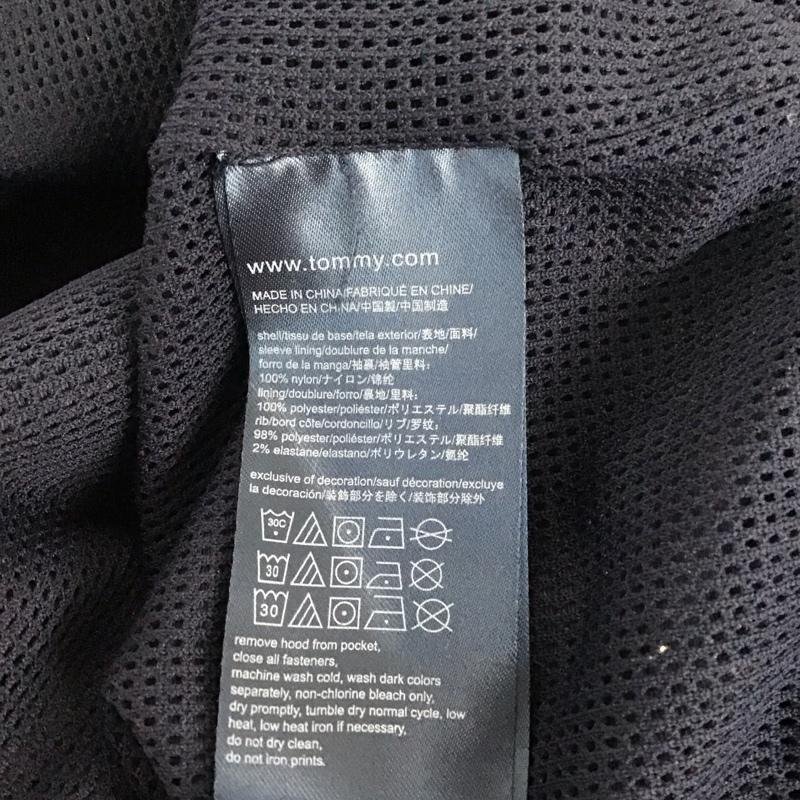 www.tommy.com
MADE IN CHINA/FABRIQUÉ EN CHINE/
HECHO EN CHINA/中国製/中国制造
shell/tissu de base/tela exterior/表地/面料/
sleeve lining/doublure de la manche/
forro de la manga/袖裏/袖管里料:
100% nylon/ナイロン/锦纶
lining/doublure/forro/裏地/里料:
100% polyester/poliéster/ポリエステル/聚酯纤维
rib/bord côte/cordoncillo/リブ/罗纹:
98% polyester/poliéster/ポリエステル/聚酯纤维
2% elastane/elastano/ポリウレタン/氨纶
exclusive of decoration/sauf décoration/excluye
la decoración/装飾部分を除く/装饰部分除外
30C
30
30
remove hood from pocket,
close all fasteners,
machine wash cold, wash dark colors
separately, non-chlorine bleach only,
dry promptly, tumble dry normal cycle, low
heat, low heat iron if necessary,
do not dry clean,
do not iron prints.